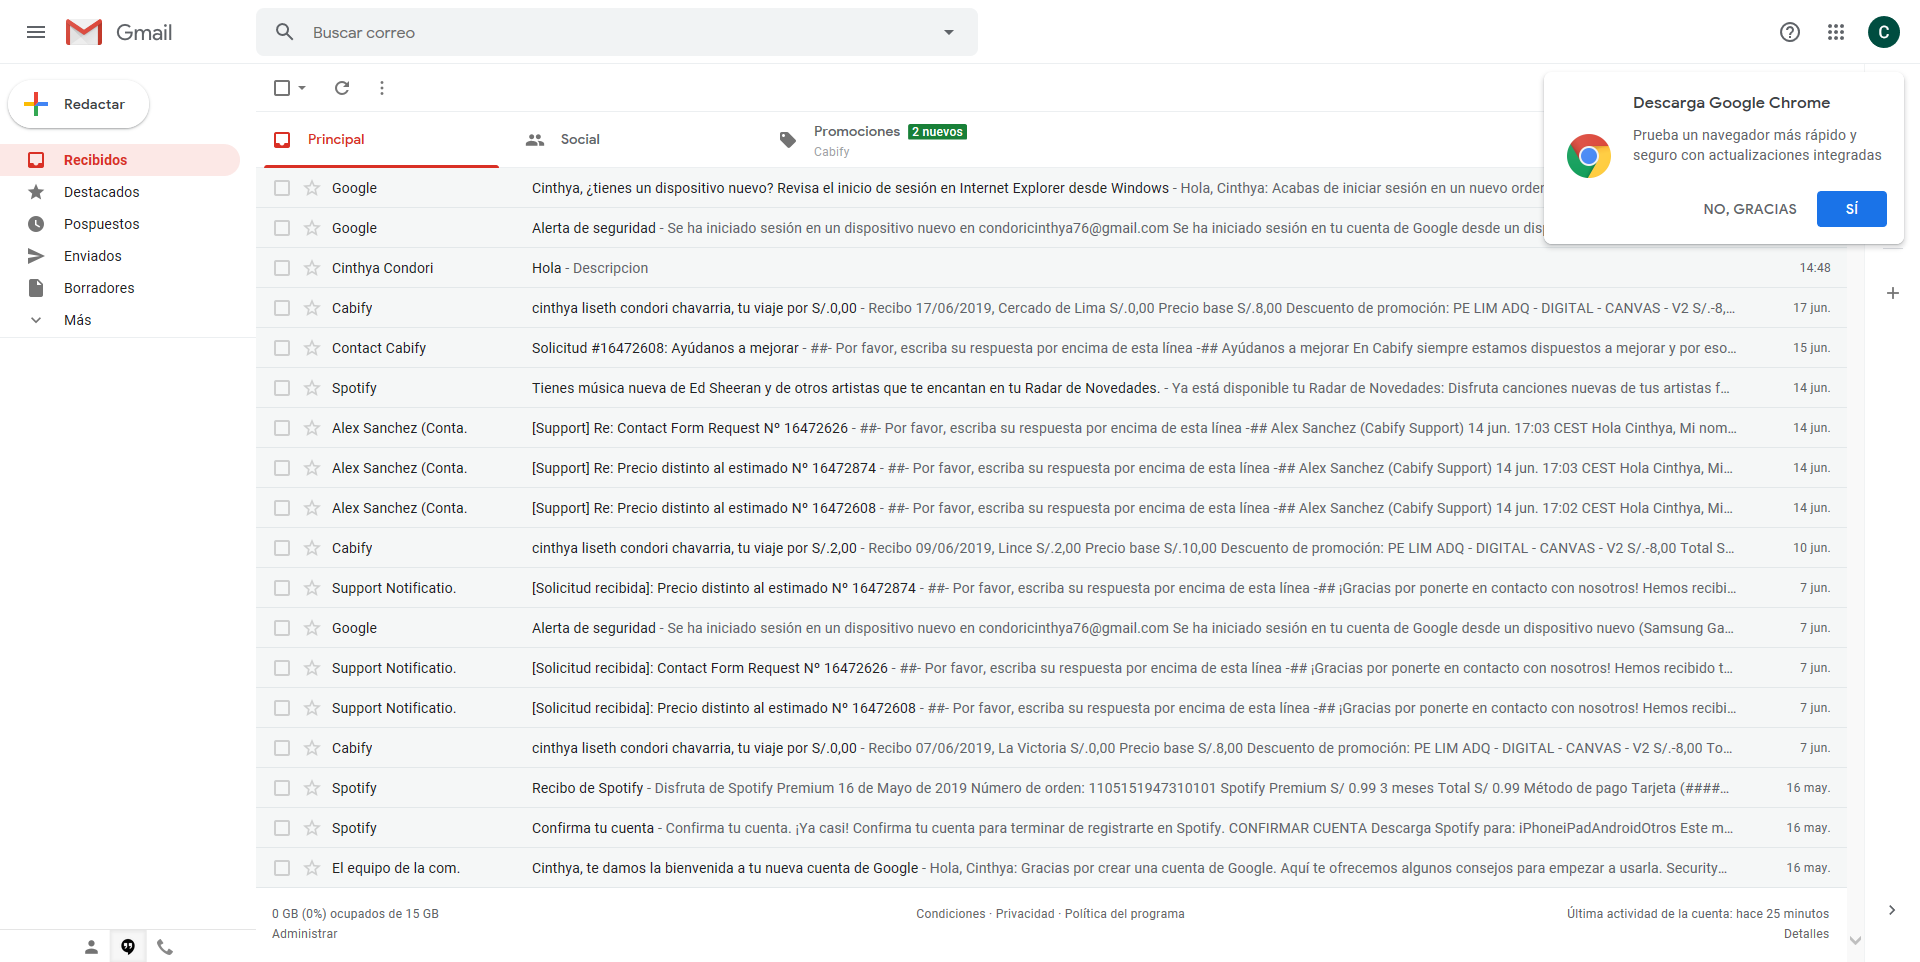 Gmail
Buscar correo
C
Redactar
Recibidos
Destacados
Pospuestos
Enviados
Borradores
Más
Principal
Social
Promociones 2 nuevos
Cabify
Descarga Google Chrome
Prueba un navegador más rápido y
seguro con actualizaciones integradas
NO, GRACIAS SÍ
Google Cinthya, ¿tienes un dispositivo nuevo? Revisa el inicio de sesión en Internet Explorer desde Windows - Hola, Cinthya: Acabas de iniciar sesión en un nuevo
Google Alerta de seguridad - Se ha iniciado sesión en un dispositivo nuevo en condoricinthya76@gmail.com Se ha iniciado sesión en tu cuenta de Google desde un
Cinthya Condori Hola - Descripcion 14:48
Cabify cinthya liseth condori chavarria, tu viaje por S/.0,00 - Recibo 17/06/2019, Cercado de Lima S/.0,00 Precio base S/.8,00 Descuento de promoción: PE LIM ADQ - DIGITAL - CANVAS - V2 S/.-8,... 17 jun.
Contact Cabify Solicitud #16472608: Ayúdanos a mejorar - ##- Por favor, escriba su respuesta por encima de esta línea -## Ayúdanos a mejorar En Cabify siempre estamos dispuestos a mejorar y por eso... 15 jun.
Spotify Tienes música nueva de Ed Sheeran y de otros artistas que te encantan en tu Radar de Novedades. - Ya está disponible tu Radar de Novedades: Disfruta canciones nuevas de tus artistas f... 14 jun.
Alex Sanchez (Conta. [Support] Re: Contact Form Request Nº 16472626 - ##- Por favor, escriba su respuesta por encima de esta línea -## Alex Sanchez (Cabify Support) 14 jun. 17:03 CEST Hola Cinthya, Mi nom... 14 jun.
Alex Sanchez (Conta. [Support] Re: Precio distinto al estimado Nº 16472874 - ##- Por favor, escriba su respuesta por encima de esta línea -## Alex Sanchez (Cabify Support) 14 jun. 17:03 CEST Hola Cinthya, Mi... 14 jun.
Alex Sanchez (Conta. [Support] Re: Precio distinto al estimado Nº 16472608 - ##- Por favor, escriba su respuesta por encima de esta línea -## Alex Sanchez (Cabify Support) 14 jun. 17:02 CEST Hola Cinthya, Mi... 14 jun.
Cabify cinthya liseth condori chavarria, tu viaje por S/.2,00 - Recibo 09/06/2019, Lince S/.2,00 Precio base S/.10,00 Descuento de promoción: PE LIM ADQ - DIGITAL - CANVAS - V2 S/.-8,00 Total S... 10 jun.
Support Notificatio. [Solicitud recibida]: Precio distinto al estimado Nº 16472874 - ##- Por favor, escriba su respuesta por encima de esta línea -## ¡Gracias por ponerte en contacto con nosotros! Hemos recibi... 7 jun.
Google Alerta de seguridad - Se ha iniciado sesión en un dispositivo nuevo en condoricinthya76@gmail.com Se ha iniciado sesión en tu cuenta de Google desde un dispositivo nuevo (Samsung Ga... 7 jun.
Support Notificatio. [Solicitud recibida]: Contact Form Request Nº 16472626 - ##- Por favor, escriba su respuesta por encima de esta línea -## ¡Gracias por ponerte en contacto con nosotros! Hemos recibido t... 7 jun.
Support Notificatio. [Solicitud recibida]: Precio distinto al estimado Nº 16472608 - ##- Por favor, escriba su respuesta por encima de esta línea -## ¡Gracias por ponerte en contacto con nosotros! Hemos recibi... 7 jun.
Cabify cinthya liseth condori chavarria, tu viaje por S/.0,00 - Recibo 07/06/2019, La Victoria S/.0,00 Precio base S/.8,00 Descuento de promoción: PE LIM ADQ - DIGITAL - CANVAS - V2 S/.-8,00 To... 7 jun.
Spotify Recibo de Spotify - Disfruta de Spotify Premium 16 de Mayo de 2019 Número de orden: 1105151947310101 Spotify Premium S/ 0.99 3 meses Total S/ 0.99 Método de pago Tarjeta (####... 16 may.
Spotify Confirma tu cuenta - Confirma tu cuenta. ¡Ya casi! Confirma tu cuenta para terminar de registrarte en Spotify. CONFIRMAR CUENTA Descarga Spotify para: iPhoneiPadAndroidOtros Este m... 16 may.
El equipo de la com. Cinthya, te damos la bienvenida a tu nueva cuenta de Google - Hola, Cinthya: Gracias por crear una cuenta de Google. Aquí te ofrecemos algunos consejos para empezar a usarla. Security... 16 may.
0 GB (0%) ocupados de 15 GB
Administrar
Condiciones · Privacidad · Política del programa
Última actividad de la cuenta: hace 25 minutos
Detalles